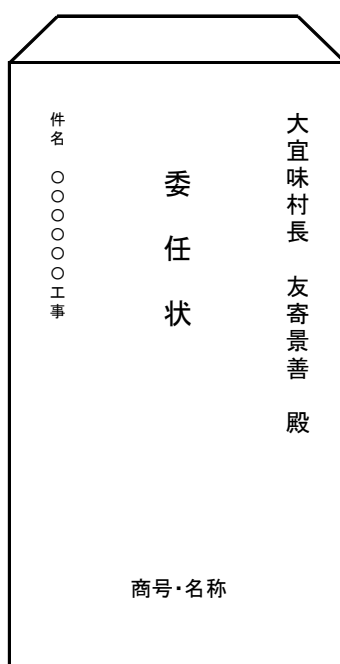 大宜味村長　友寄景善　殿
委　任　状
件名　○○○○○○工事
商号・名称